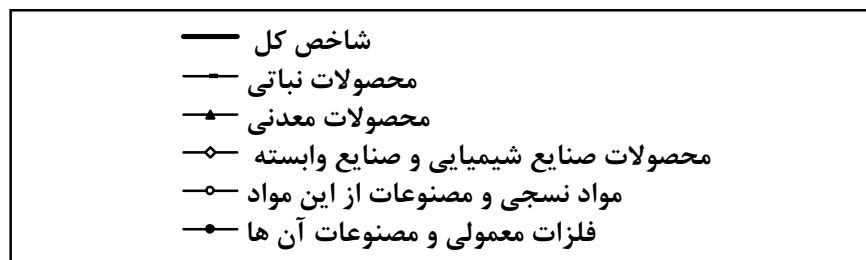 شاخص کل
محصولات نباتی
محصولات معدنی
محصولات صنایع شیمیایی و صنایع وابسته
مواد نسجی و مصنوعات از این مواد
فلزات معمولی و مصنوعات آن ها